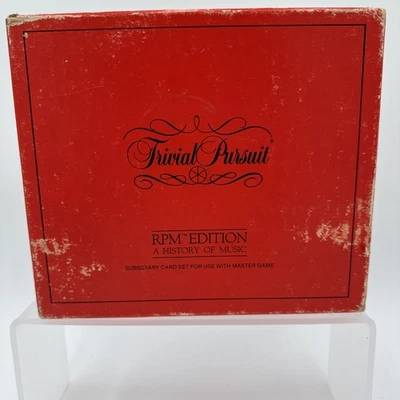 Trivial Pursuit®
RPM™ EDITION
A HISTORY OF MUSIC
SUBSIDIARY CARD SET FOR USE WITH MASTER GAME